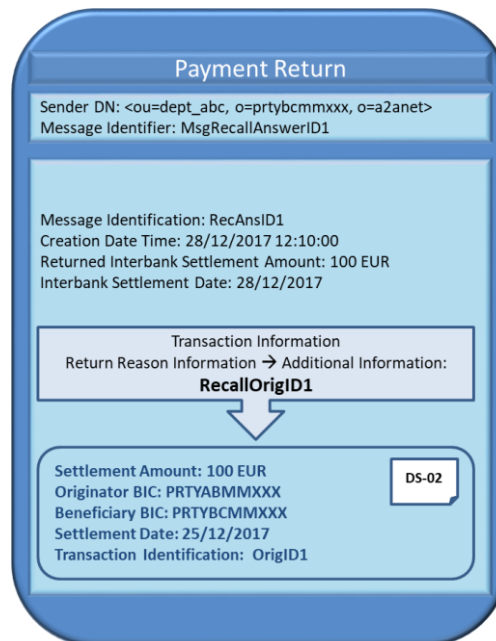 Payment Return
Sender DN: <ou=dept_abc, o=prtybcmmxxx, o=a2anet>
Message Identifier: MsgRecallAnswerID1
Message Identification: RecAnsID1
Creation Date Time: 28/12/2017 12:10:00
Returned Interbank Settlement Amount: 100 EUR
Interbank Settlement Date: 28/12/2017
Transaction Information
Return Reason Information → Additional Information:
RecallOrigID1
Settlement Amount: 100 EUR
Originator BIC: PRTYABMMXXX
Beneficiary BIC: PRTYBCMMXXX
Settlement Date: 25/12/2017
Transaction Identification: OrigID1
DS-02